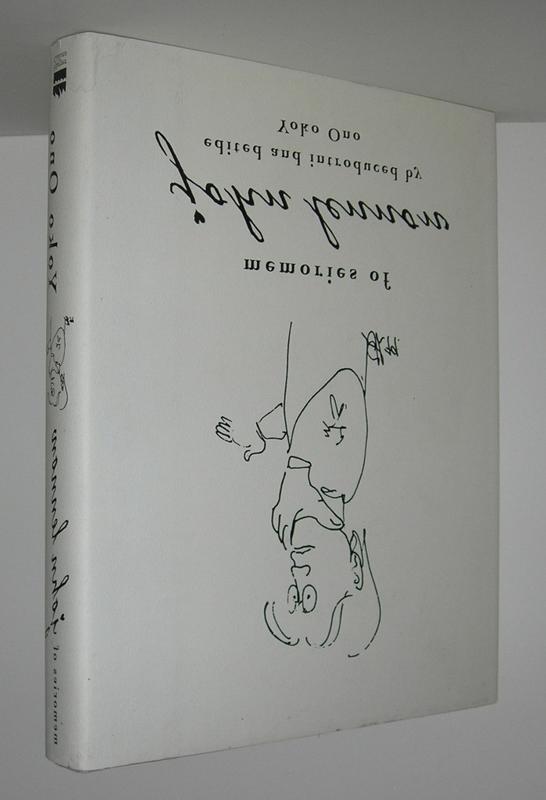 memories of
john lennon
edited and introduced by
Yoko Ono
memories of john lennon Yoko Ono